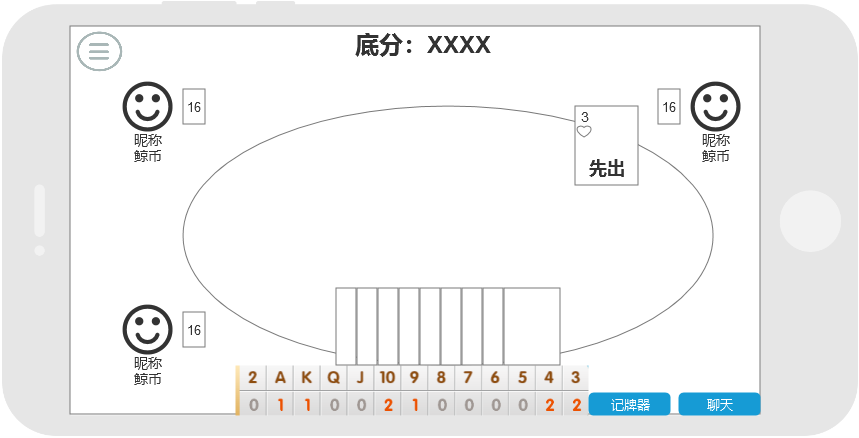 底分：XXXX
16
昵称
鲸币
16
昵称
鲸币
3
先出
16
昵称
鲸币
2 A K Q J 10 9 8 7 6 5 4 3
0 1 1 0 0 2 1 0 0 0 0 2 2
记牌器
聊天